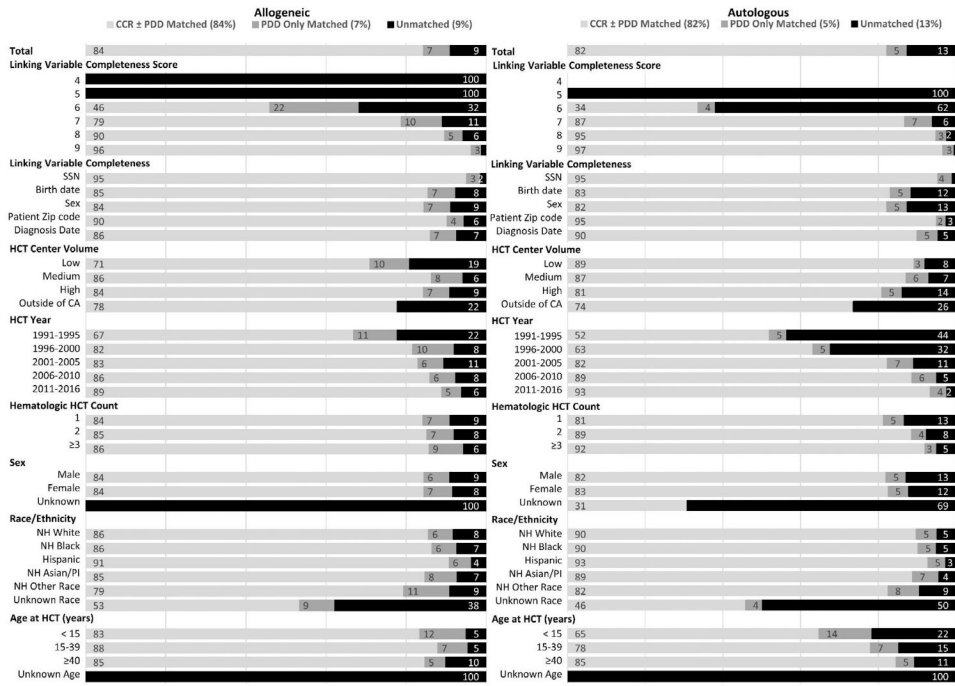 Allogeneic
CCR ± PDD Matched (84%) PDD Only Matched (7%) Unmatched (9%)
Total 84 7 9
Linking Variable Completeness Score
4 100
5 100
6 46 22 32
7 79 10 11
8 90 5 6
9 96 3
Linking Variable Completeness
SSN 95 3 2
Birth date 85 7 8
Sex 84 7 9
Patient Zip code 90 4 6
Diagnosis Date 86 7 7
HCT Center Volume
Low 71 10 19
Medium 86 8 6
High 84 7 9
Outside of CA 78 22
HCT Year
1991-1995 67 11 22
1996-2000 82 10 8
2001-2005 83 6 11
2006-2010 86 6 8
2011-2016 89 5 6
Hematologic HCT Count
1 84 7 9
2 85 7 8
≥3 86 9 6
Sex
Male 84 6 9
Female 84 7 8
Unknown 100
Race/Ethnicity
NH White 86 6 8
NH Black 86 6 7
Hispanic 91 6 4
NH Asian/PI 85 8 7
NH Other Race 79 11 9
Unknown Race 53 9 38
Age at HCT (years)
< 15 83 12 5
15-39 88 7 5
≥40 85 5 10
Unknown Age 100
Autologous
CCR ± PDD Matched (82%) PDD Only Matched (5%) Unmatched (13%)
Total 82 5 13
Linking Variable Completeness Score
4
5 100
6 34 4 62
7 87 7 6
8 95 3 2
9 97 3
Linking Variable Completeness
SSN 95 4
Birth date 83 5 12
Sex 82 5 13
Patient Zip code 95 2 3
Diagnosis Date 90 5 5
HCT Center Volume
Low 89 3 8
Medium 87 6 7
High 81 5 14
Outside of CA 74 26
HCT Year
1991-1995 52 5 44
1996-2000 63 5 32
2001-2005 82 7 11
2006-2010 89 6 5
2011-2016 93 4 2
Hematologic HCT Count
1 81 5 13
2 89 4 8
≥3 92 3 5
Sex
Male 82 5 13
Female 83 5 12
Unknown 31 69
Race/Ethnicity
NH White 90 5 5
NH Black 90 5 5
Hispanic 93 5 3
NH Asian/PI 89 7 4
NH Other Race 82 8 9
Unknown Race 46 4 50
Age at HCT (years)
< 15 65 14 22
15-39 78 7 15
≥40 85 5 11
Unknown Age 100